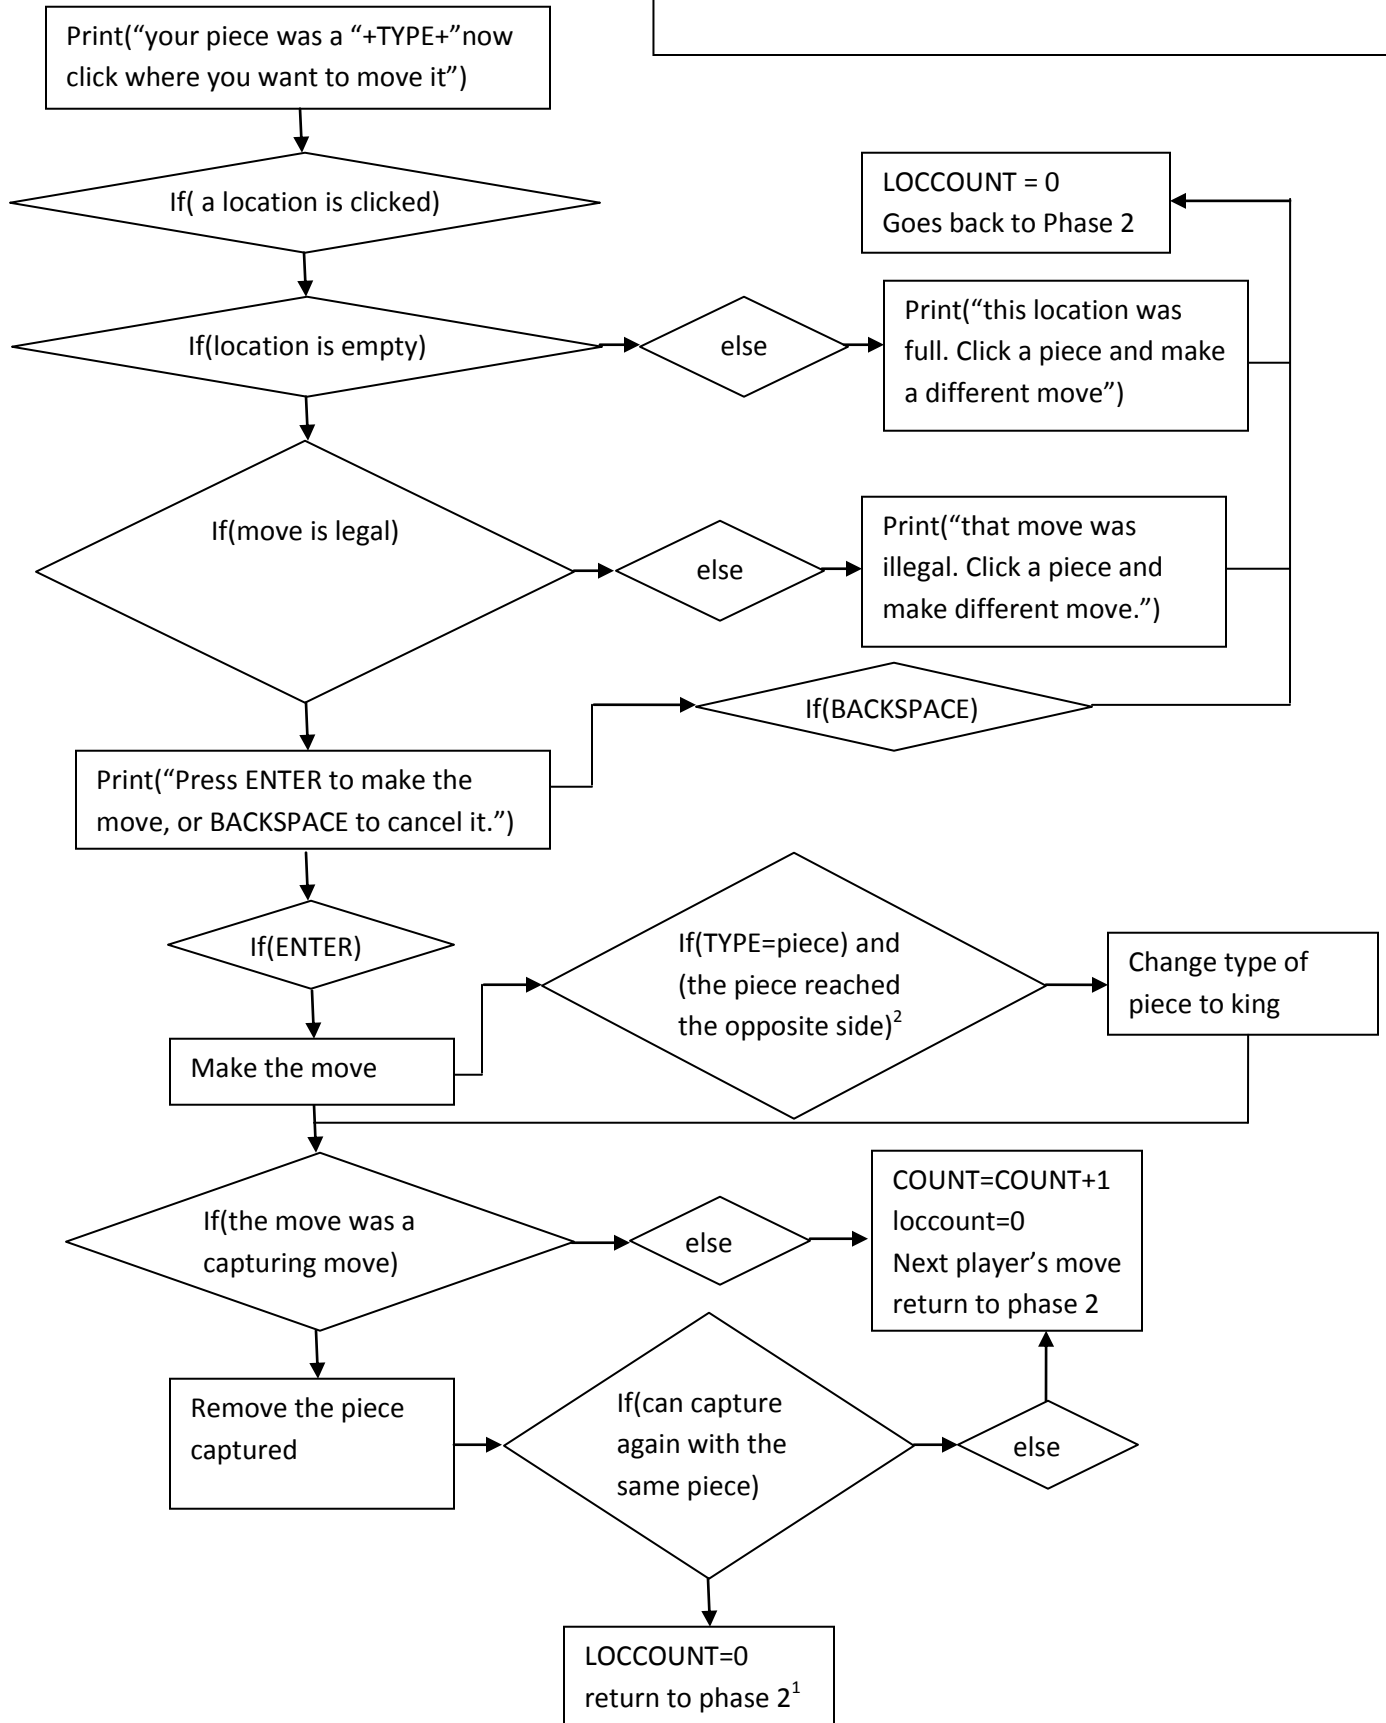 Print(“your piece was a “+TYPE+”now
click where you want to move it”)
If( a location is clicked)
LOCCOUNT = 0
Goes back to Phase 2
If(location is empty)
else
Print(“this location was
full. Click a piece and make
a different move”)
If(move is legal)
else
Print(“that move was
illegal. Click a piece and
make different move.”)
If(BACKSPACE)
Print(“Press ENTER to make the
move, or BACKSPACE to cancel it.”)
If(ENTER)
If(TYPE=piece) and
(the piece reached
the opposite side)²
Change type of
piece to king
Make the move
If(the move was a
capturing move)
else
COUNT=COUNT+1
loccount=0
Next player’s move
return to phase 2
Remove the piece
captured
If(can capture
again with the
same piece)
else
LOCCOUNT=0
return to phase 2¹